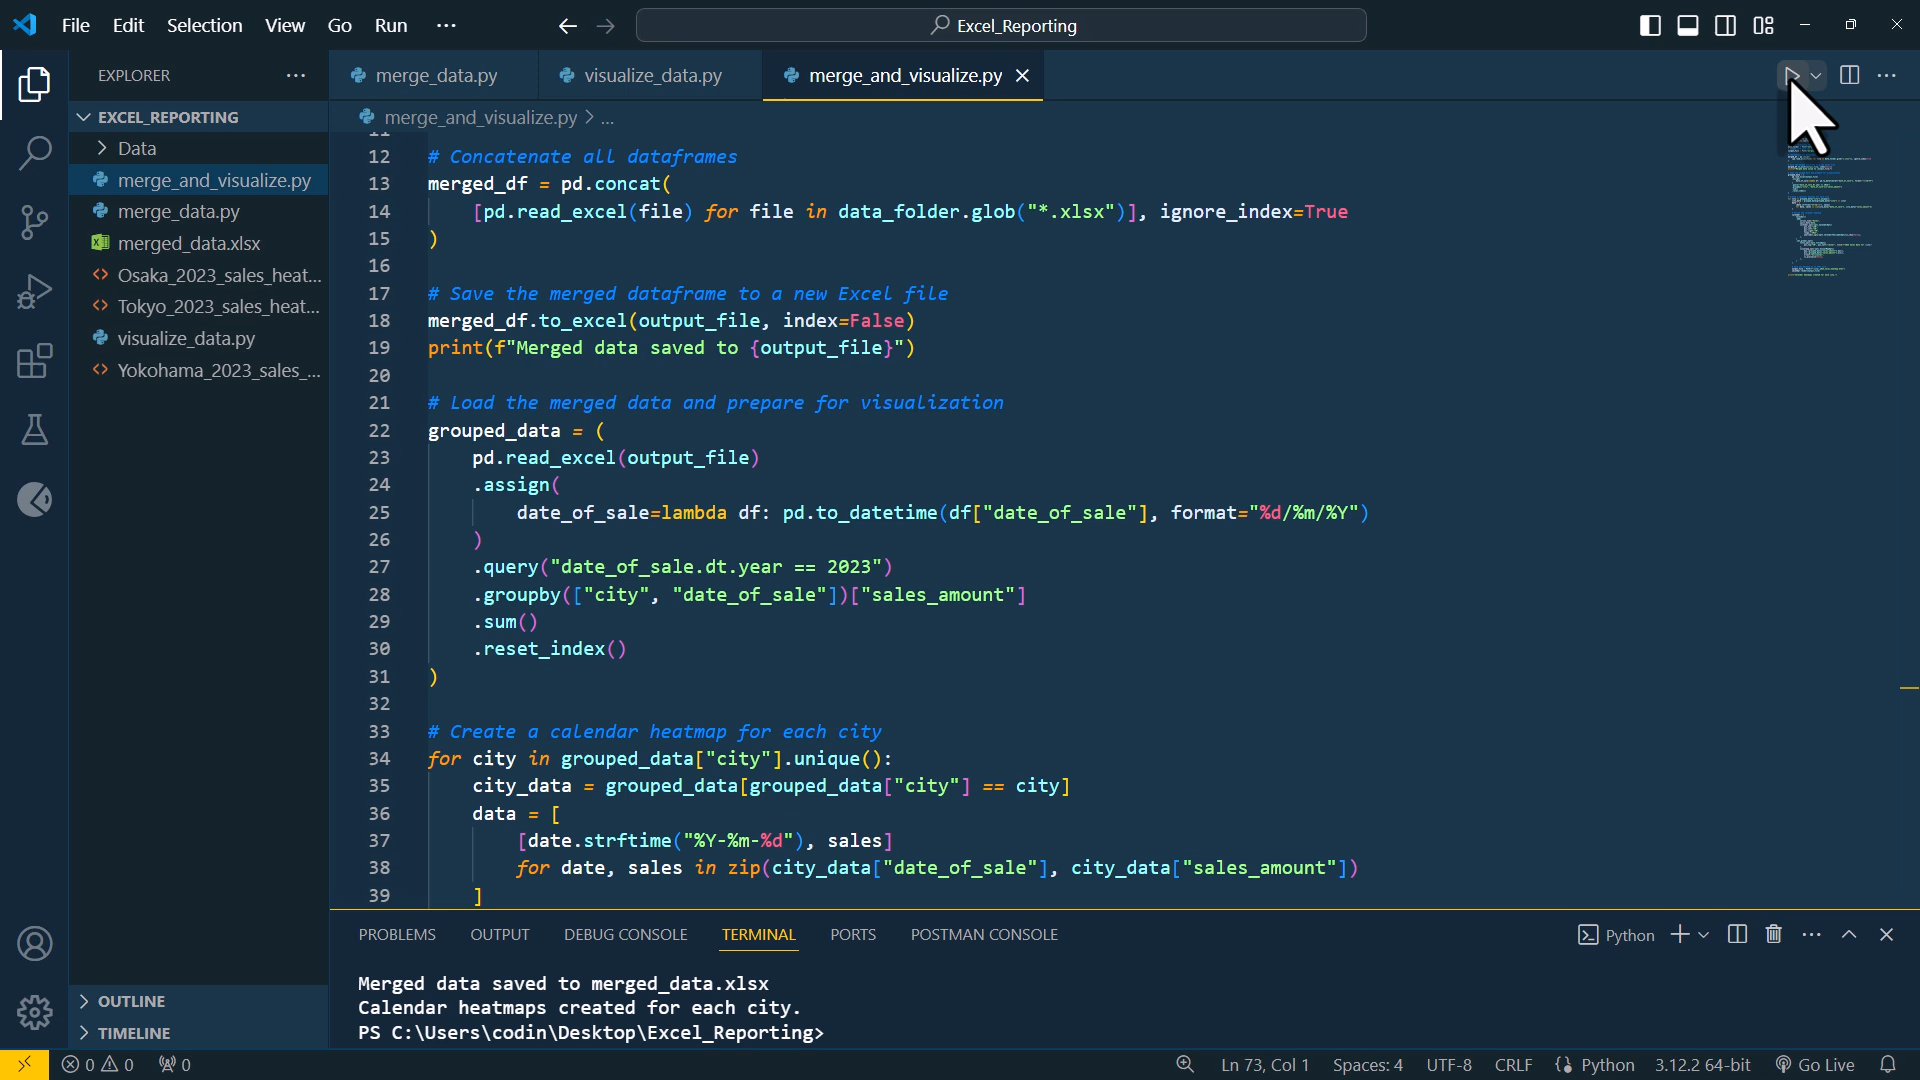 File Edit Selection View Go Run ···
Excel_Reporting
EXPLORER ···
EXCEL_REPORTING
Data
merge_and_visualize.py
merge_data.py
merged_data.xlsx
Osaka_2023_sales_heat...
Tokyo_2023_sales_heat...
visualize_data.py
Yokohama_2023_sales_...
OUTLINE
TIMELINE
merge_data.py visualize_data.py merge_and_visualize.py
merge_and_visualize.py > ...
12 # Concatenate all dataframes
13 merged_df = pd.concat(
14 [pd.read_excel(file) for file in data_folder.glob("*.xlsx")], ignore_index=True
15 )
16
17 # Save the merged dataframe to a new Excel file
18 merged_df.to_excel(output_file, index=False)
19 print(f"Merged data saved to {output_file}")
20
21 # Load the merged data and prepare for visualization
22 grouped_data = (
23 pd.read_excel(output_file)
24 .assign(
25 date_of_sale=lambda df: pd.to_datetime(df["date_of_sale"], format="%d/%m/%Y")
26 )
27 .query("date_of_sale.dt.year == 2023")
28 .groupby(["city", "date_of_sale"])["sales_amount"]
29 .sum()
30 .reset_index()
31 )
32
33 # Create a calendar heatmap for each city
34 for city in grouped_data["city"].unique():
35 city_data = grouped_data[grouped_data["city"] == city]
36 data = [
37 [date.strftime("%Y-%m-%d"), sales]
38 for date, sales in zip(city_data["date_of_sale"], city_data["sales_amount"])
39 ]
PROBLEMS OUTPUT DEBUG CONSOLE TERMINAL PORTS POSTMAN CONSOLE Python
Merged data saved to merged_data.xlsx
Calendar heatmaps created for each city.
PS C:\Users\codin\Desktop\Excel_Reporting>
0 0 0 Ln 73, Col 1 Spaces: 4 UTF-8 CRLF {} Python 3.12.2 64-bit Go Live